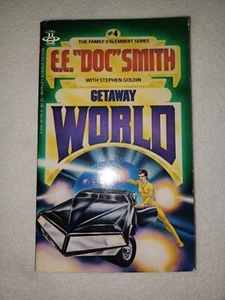 #4
THE FAMILY D'ALEMBERT SERIES
E.E. "DOC" SMITH
WITH STEPHEN GOLDIN
GETAWAY
WORLD